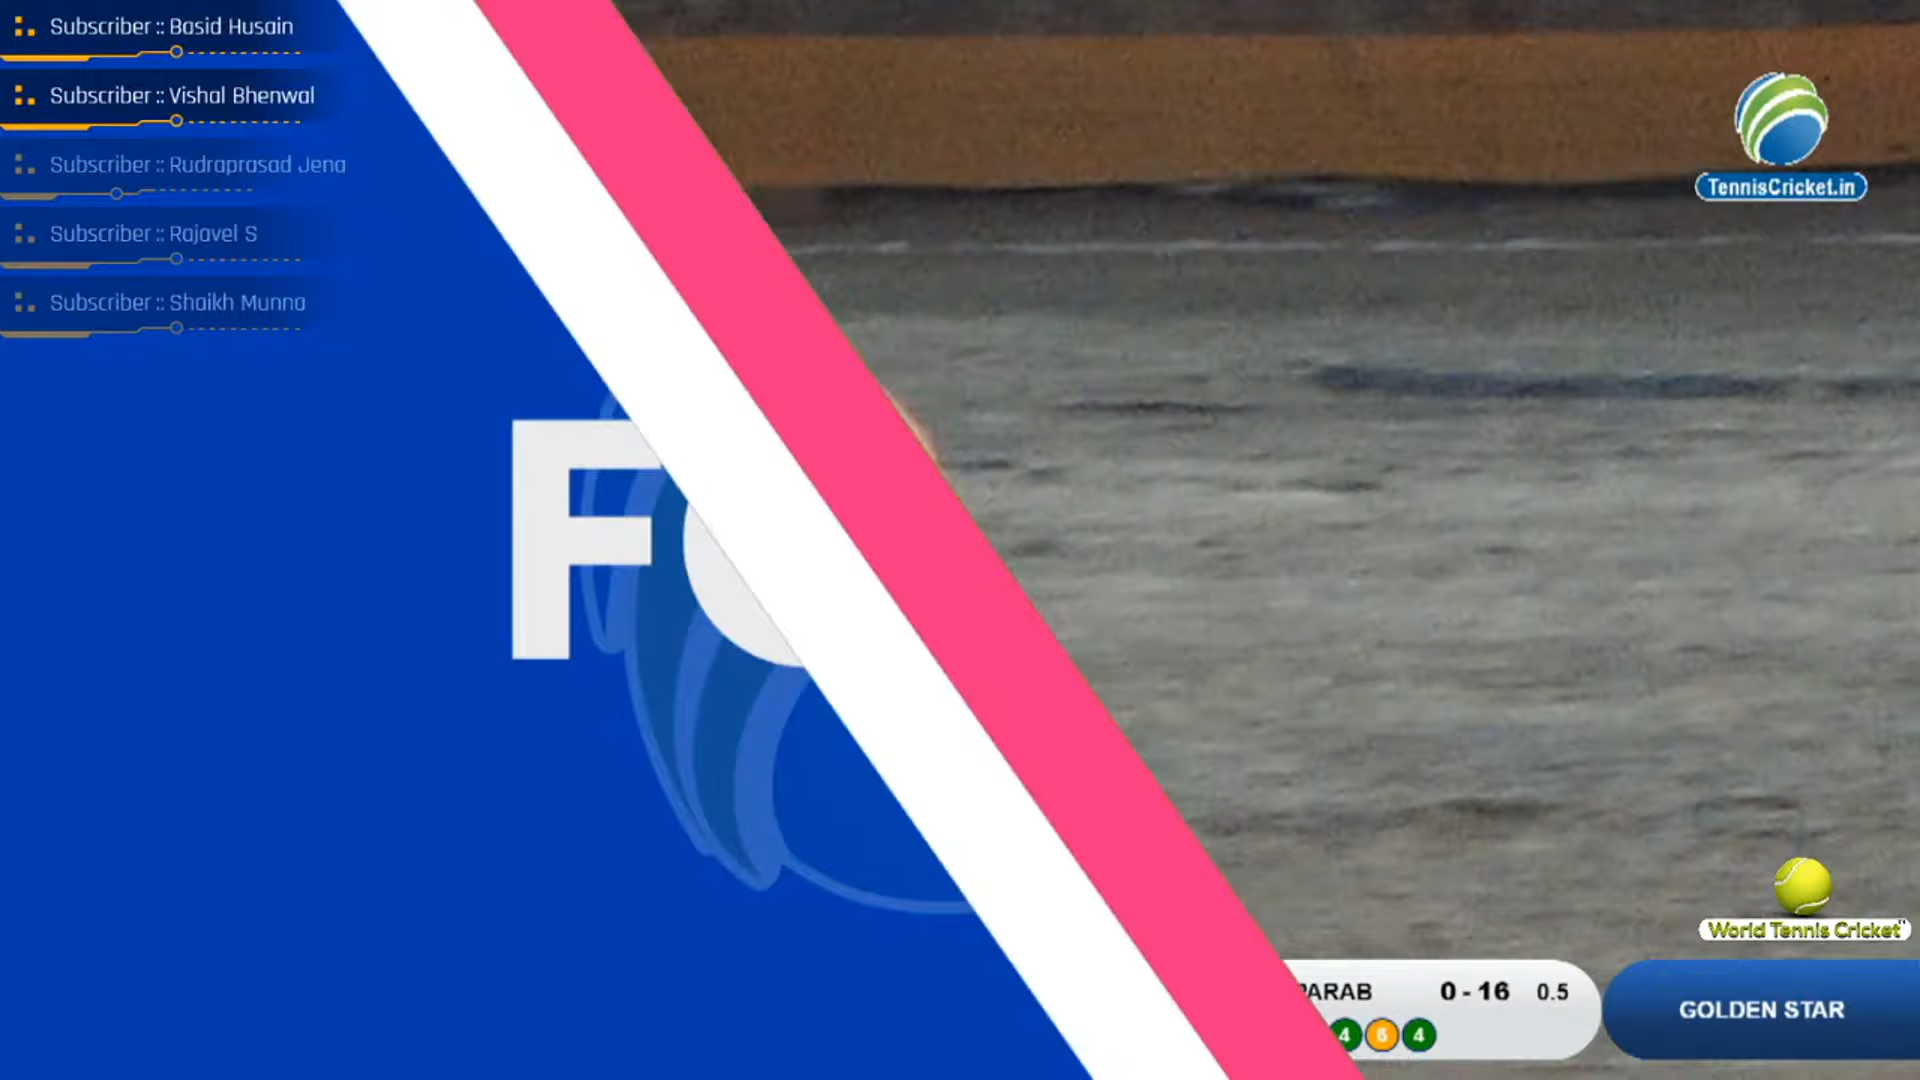 Subscriber :: Basid Husain
Subscriber :: Vishal Bhenwal
Subscriber :: Rudraprasad Jena
Subscriber :: Rajavel S
Subscriber :: Shaikh Munna
TennisCricket.in
F
World Tennis Cricket
PARAB 0 - 16 0.5
4 6 4
GOLDEN STAR